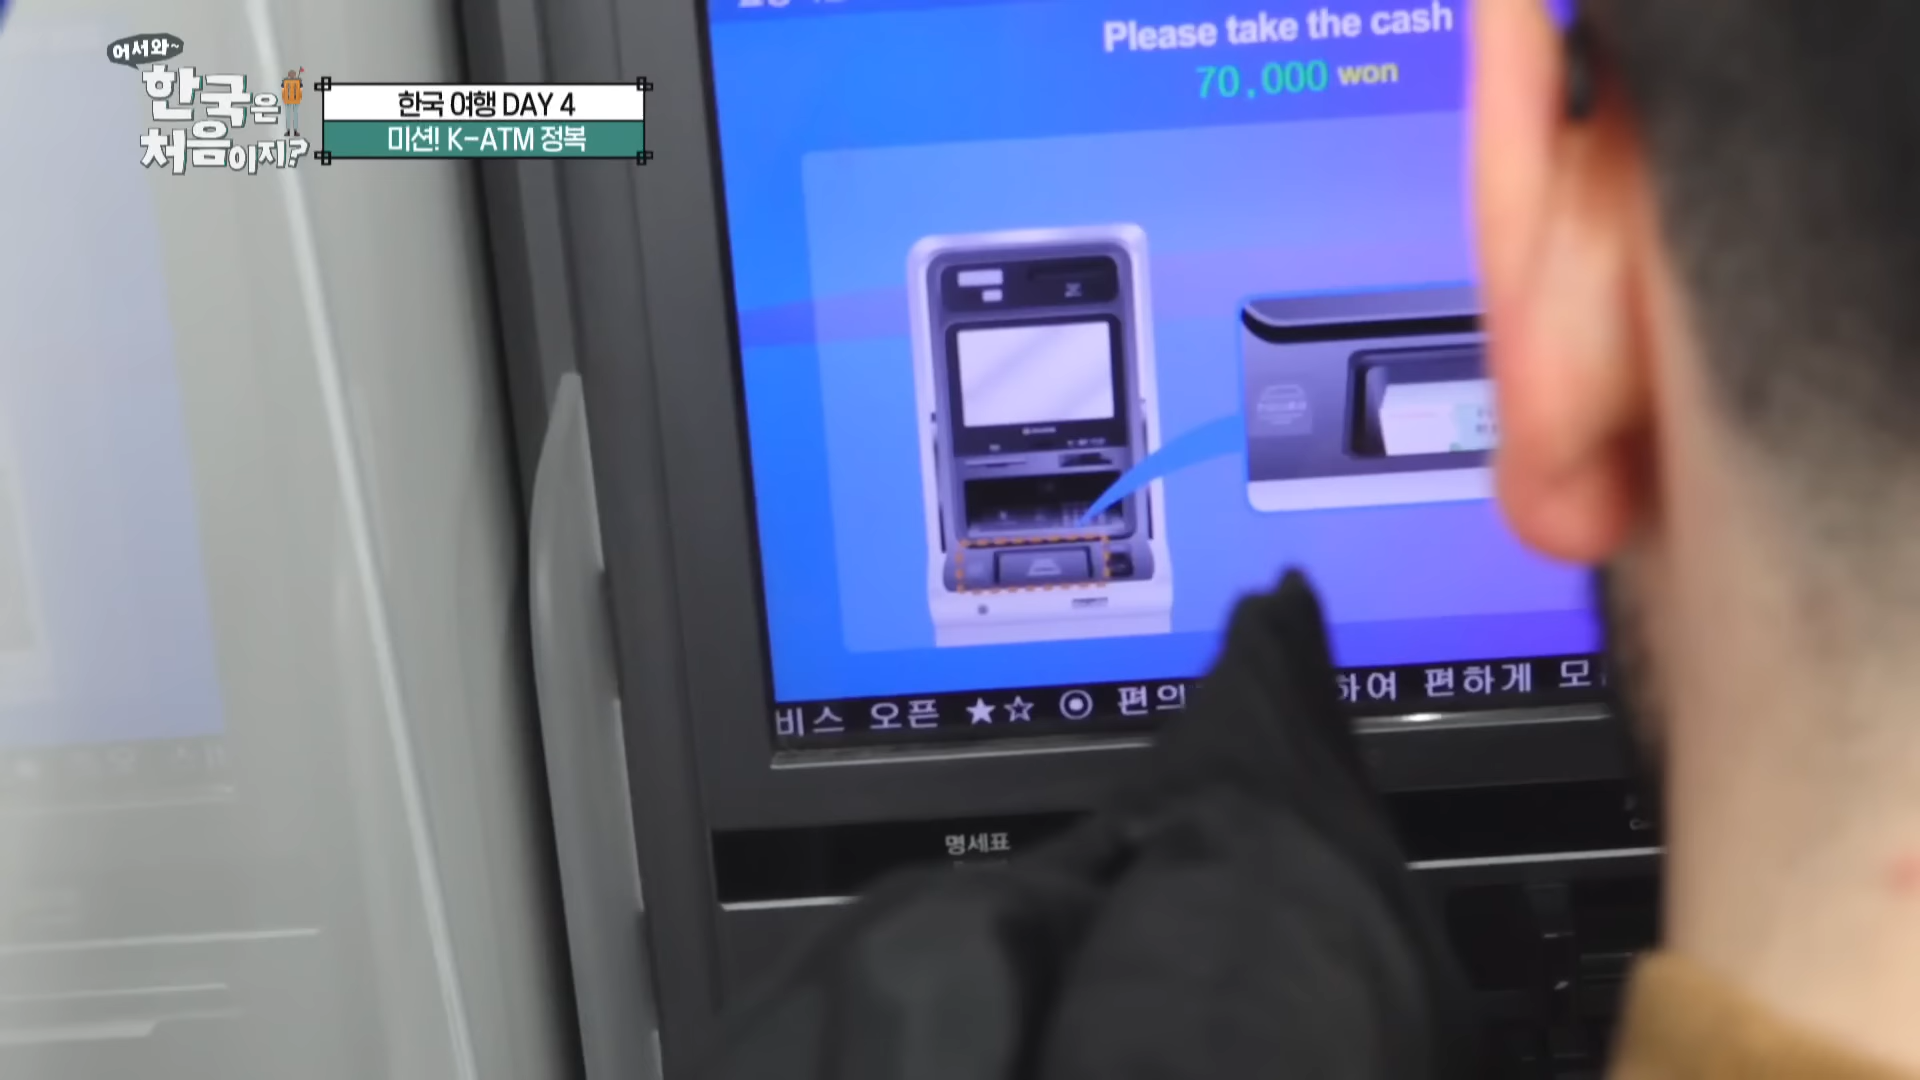 어서와~
한국은
처음이지?
한국 여행 DAY 4
미션! K-ATM 정복
Please take the cash
70,000 won
비스 오픈 ★☆ ◉ 편의 하여 편하게 모
명세표